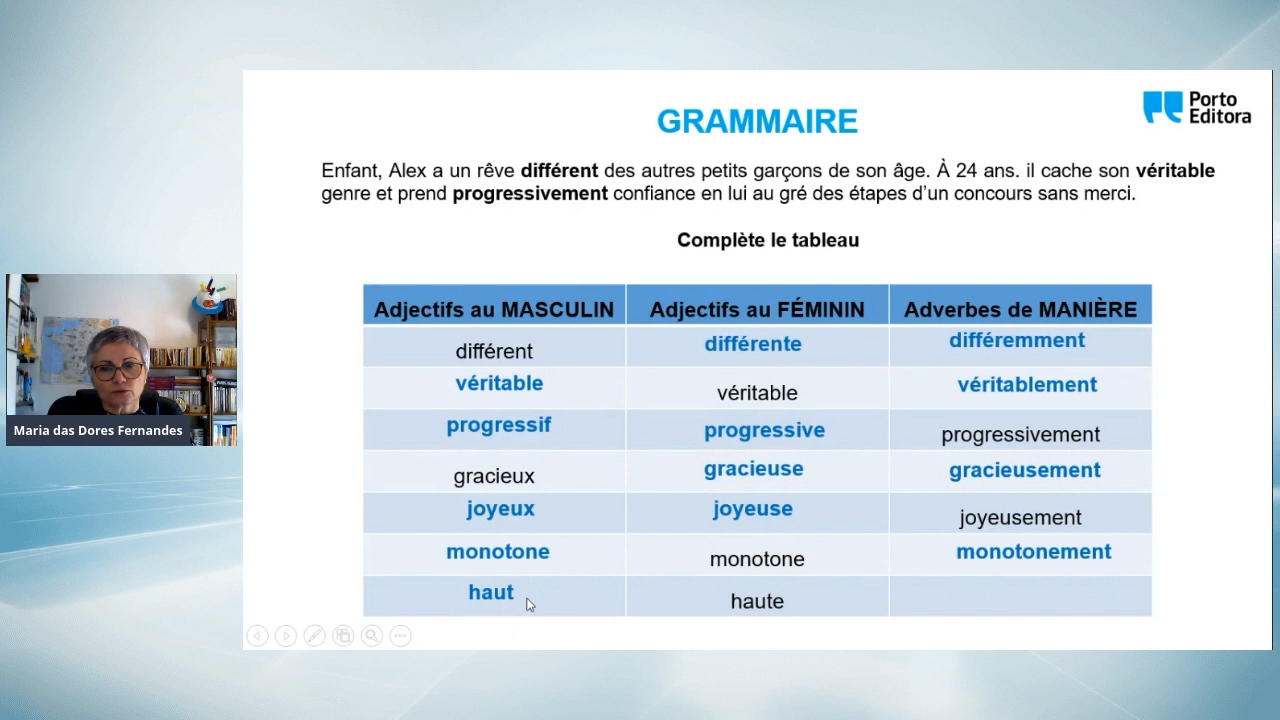 Porto
Editora
GRAMMAIRE
Enfant, Alex a un rêve différent des autres petits garçons de son âge. À 24 ans. il cache son véritable
genre et prend progressivement confiance en lui au gré des étapes d'un concours sans merci.
Complète le tableau
Adjectifs au MASCULIN Adjectifs au FÉMININ Adverbes de MANIÈRE
différent différente différemment
véritable véritable véritablement
progressif progressive progressivement
gracieux gracieuse gracieusement
joyeux joyeuse joyeusement
monotone monotone monotonement
haut haute
Maria das Dores Fernandes